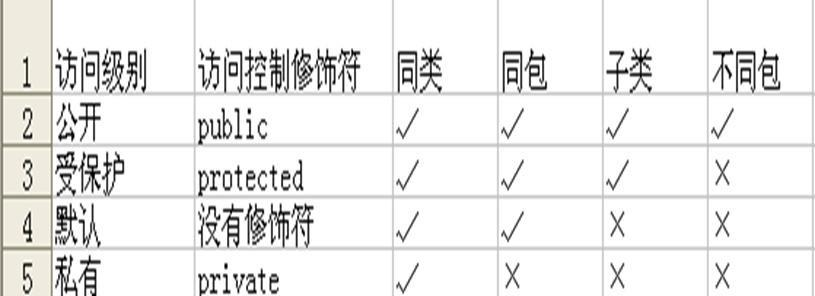 1 访问级别 访问控制修饰符 同类 同包 子类 不同包
2 公开 public √ √ √ √
3 受保护 protected √ √ √ ×
4 默认 没有修饰符 √ √ × ×
5 私有 private √ × × ×